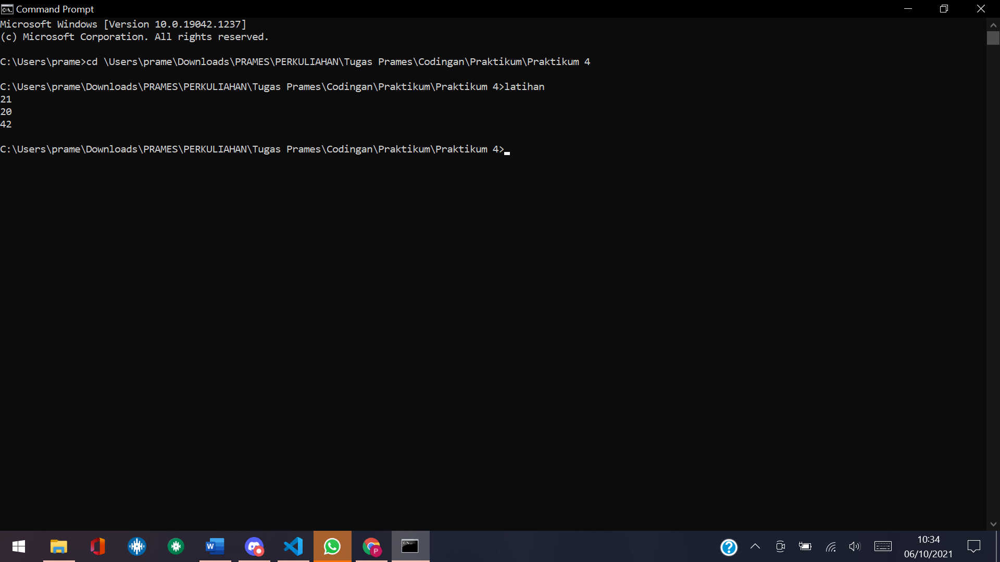 Command Prompt
Microsoft Windows [Version 10.0.19042.1237]
(c) Microsoft Corporation. All rights reserved.
C:\Users\prame>cd \Users\prame\Downloads\PRAMES\PERKULIAHAN\Tugas Prames\Codingan\Praktikum\Praktikum 4
C:\Users\prame\Downloads\PRAMES\PERKULIAHAN\Tugas Prames\Codingan\Praktikum\Praktikum 4>latihan
21
20
42
C:\Users\prame\Downloads\PRAMES\PERKULIAHAN\Tugas Prames\Codingan\Praktikum\Praktikum 4>
10:34
06/10/2021